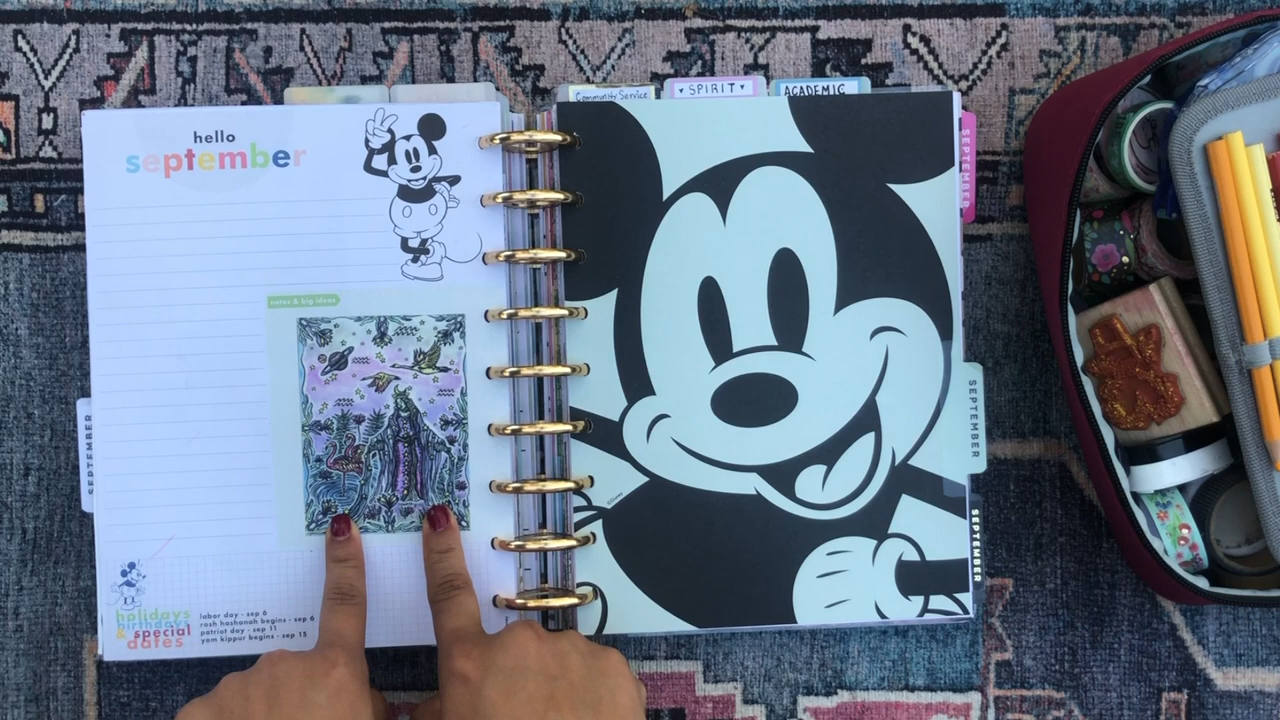 Community Service
♥ SPIRIT ♥
ACADEMIC
hello
september
notes & big ideas
SEPTEMBER
holidays
birthdays
& special
dates
labor day - sep 6
rosh hashanah begins - sep 6
patriot day - sep 11
yom kippur begins - sep 15
©Disney
SEPTEMBER
SEPTEMBER
SEPTEMBER